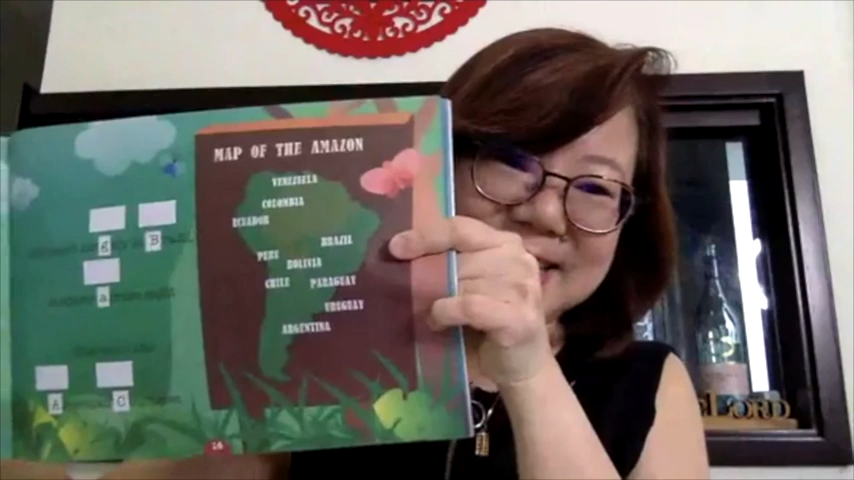 MAP OF THE AMAZON
VENEZUELA
COLOMBIA
ECUADOR
BRAZIL
PERU
BOLIVIA
CHILE PARAGUAY
URUGUAY
ARGENTINA
g B
a
A C
16
LORD